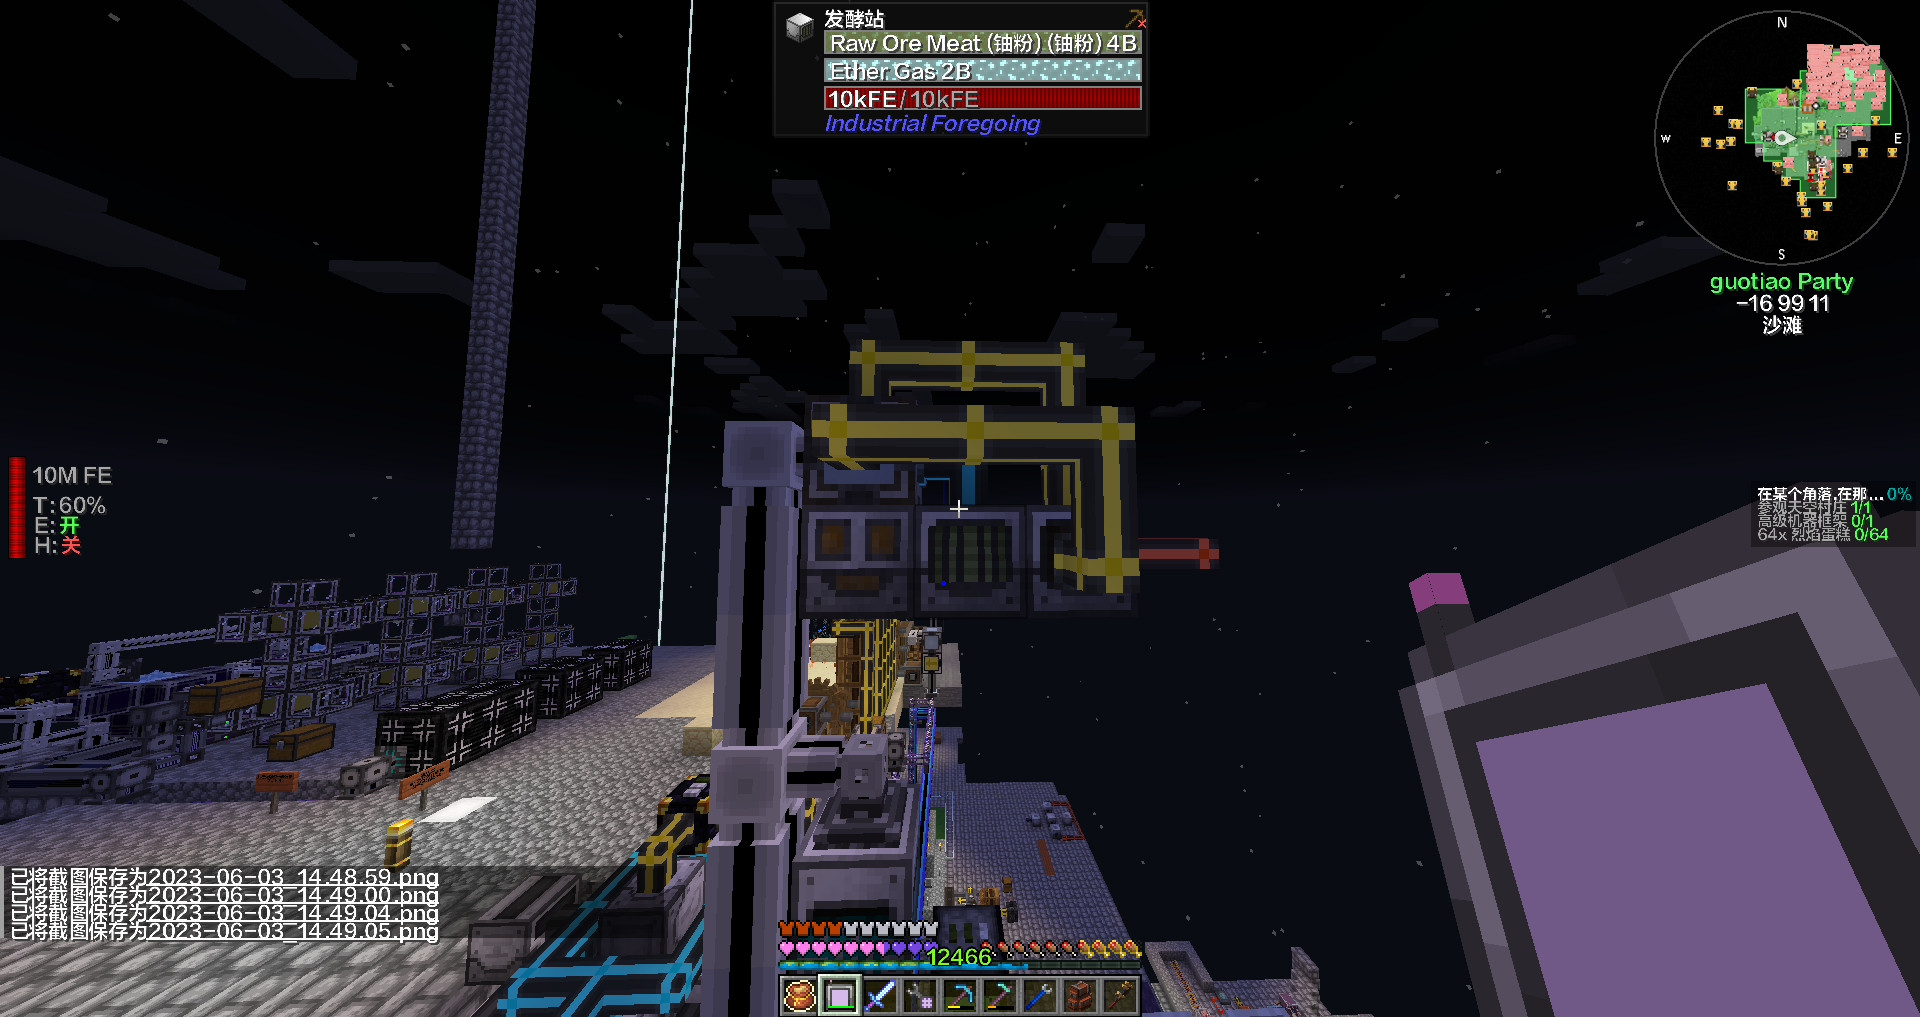 发酵站
Raw Ore Meat (铀粉) (铀粉) 4B
Ether Gas 2B
10kFE/10kFE
Industrial Foregoing
N
W
E
S
guotiao Party
-16 99 11
沙滩
10M FE
T: 60%
E: 开
H: 关
在某个角落,在那... 0%
参观天空村庄 1/1
高级机器框架 0/1
64x 烈焰蛋糕 0/64
已将截图保存为2023-06-03_14.48.59.png
已将截图保存为2023-06-03_14.49.00.png
已将截图保存为2023-06-03_14.49.04.png
已将截图保存为2023-06-03_14.49.05.png
12466